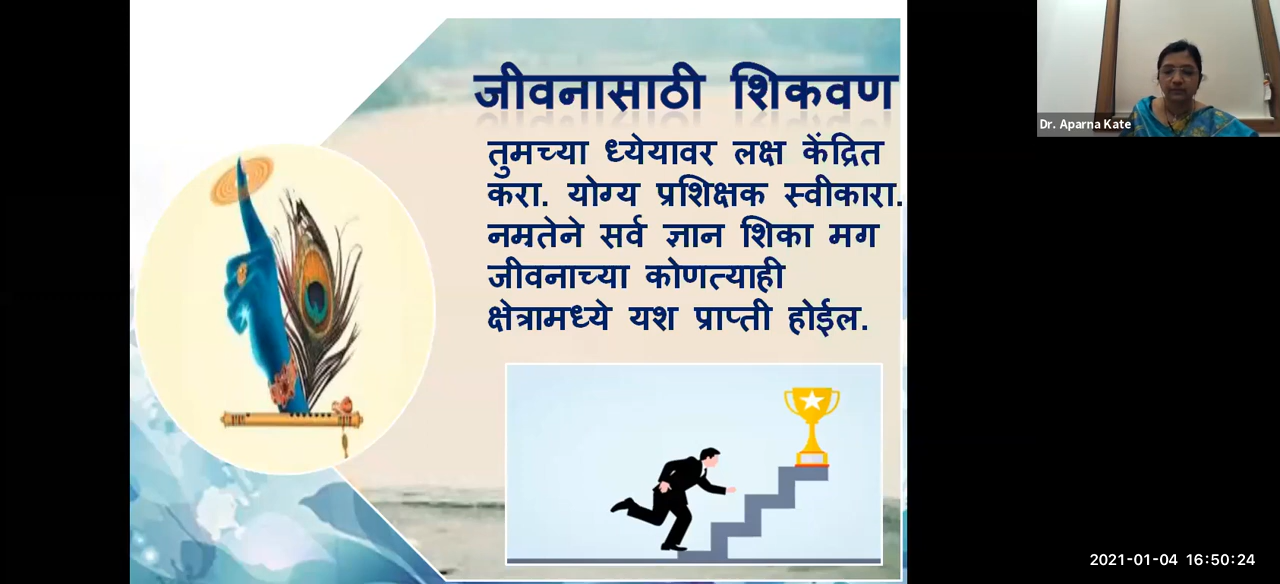 जीवनासाठी शिकवण
तुमच्या ध्येयावर लक्ष केंद्रित
करा. योग्य प्रशिक्षक स्वीकारा.
नम्रतेने सर्व ज्ञान शिका मग
जीवनाच्या कोणत्याही
क्षेत्रामध्ये यश प्राप्ती होईल.
Dr. Aparna Kate
2021-01-04 16:50:24